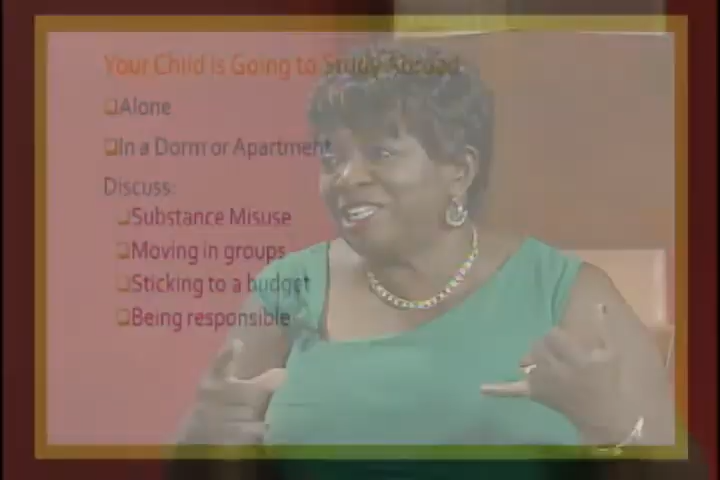 Your Child is Going to Study Abroad
Alone
In a Dorm or Apartment
Discuss:
Substance Misuse
Moving in groups
Sticking to a budget
Being responsible